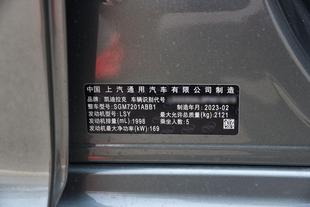 中国上汽通用汽车有限公司制造
品牌: 凯迪拉克 车辆识别代号
整车型号: SGM7201ABB1 制造年月: 2023-02
发动机型号: LSY 最大允许总质量(kg): 2121
发动机排量(mL): 1998 乘坐人数: 5
发动机最大净功率(kW): 169